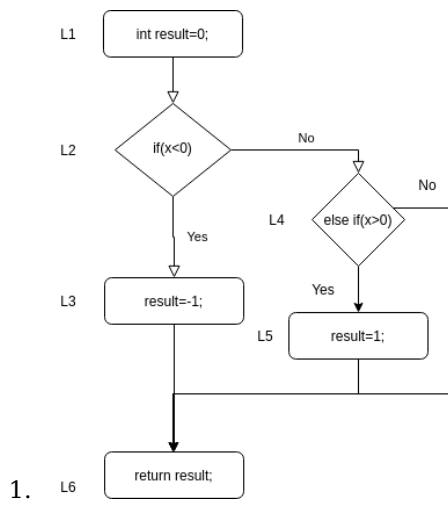 L1
int result=0;
L2
if(x<0)
No
No
L4
else if(x>0)
Yes
Yes
L3
result=-1;
L5
result=1;
1.
L6
return result;